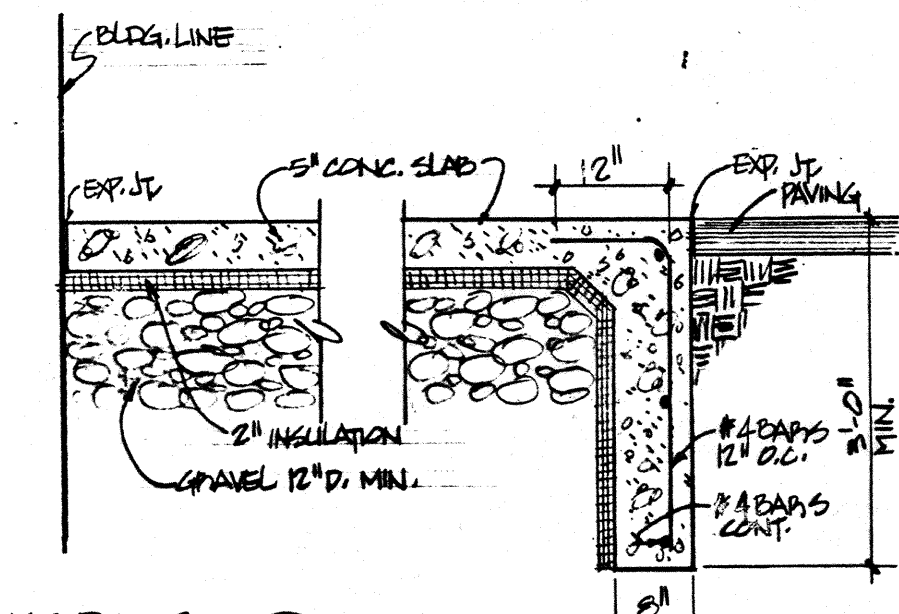 BLDG. LINE
EXP. JT.
5" CONC. SLAB
12"
EXP. JT.
PAVING
2" INSULATION
GRAVEL 12" D. MIN.
#4 BARS
12" O.C.
#4 BARS
CONT.
3'-0"
MIN.
8"